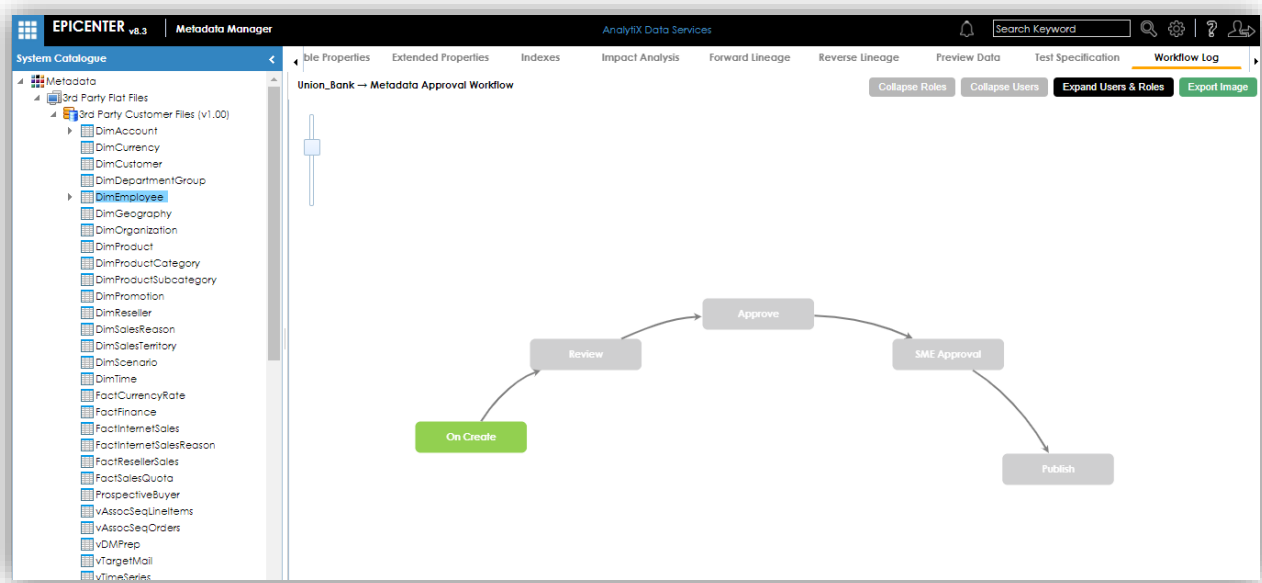 EPICENTER v8.3 Metadata Manager
AnalytiX Data Services
Search Keyword
System Catalogue
ble Properties Extended Properties Indexes Impact Analysis Forward Lineage Reverse Lineage Preview Data Test Specification Workflow Log
Union_Bank → Metadata Approval Workflow
Collapse Roles Collapse Users Expand Users & Roles Export Image
Metadata
3rd Party Flat Files
3rd Party Customer Files (v1.00)
DimAccount
DimCurrency
DimCustomer
DimDepartmentGroup
DimEmployee
DimGeography
DimOrganization
DimProduct
DimProductCategory
DimProductSubcategory
DimPromotion
DimReseller
DimSalesReason
DimSalesTerritory
DimScenario
DimTime
FactCurrencyRate
FactFinance
FactInternetSales
FactInternetSalesReason
FactResellerSales
FactSalesQuota
ProspectiveBuyer
vAssocSeqLineItems
vAssocSeqOrders
vDMPrep
vTargetMail
vTimeSeries
On Create
Review
Approve
SME Approval
Publish